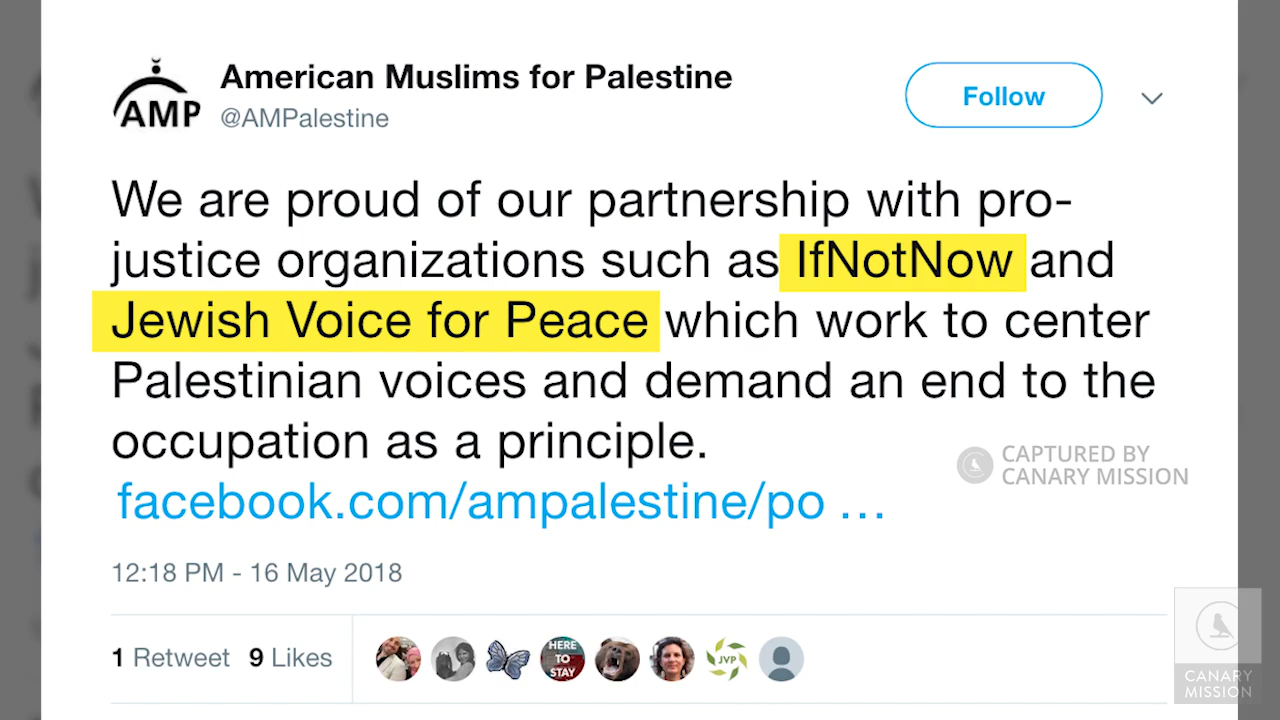 AMP
American Muslims for Palestine
@AMPalestine
Follow
We are proud of our partnership with pro-
justice organizations such as IfNotNow and
Jewish Voice for Peace which work to center
Palestinian voices and demand an end to the
occupation as a principle.
facebook.com/ampalestine/po ...
CAPTURED BY
CANARY MISSION
12:18 PM - 16 May 2018
1 Retweet 9 Likes
HERE
TO
STAY
JVP
CANARY
MISSION